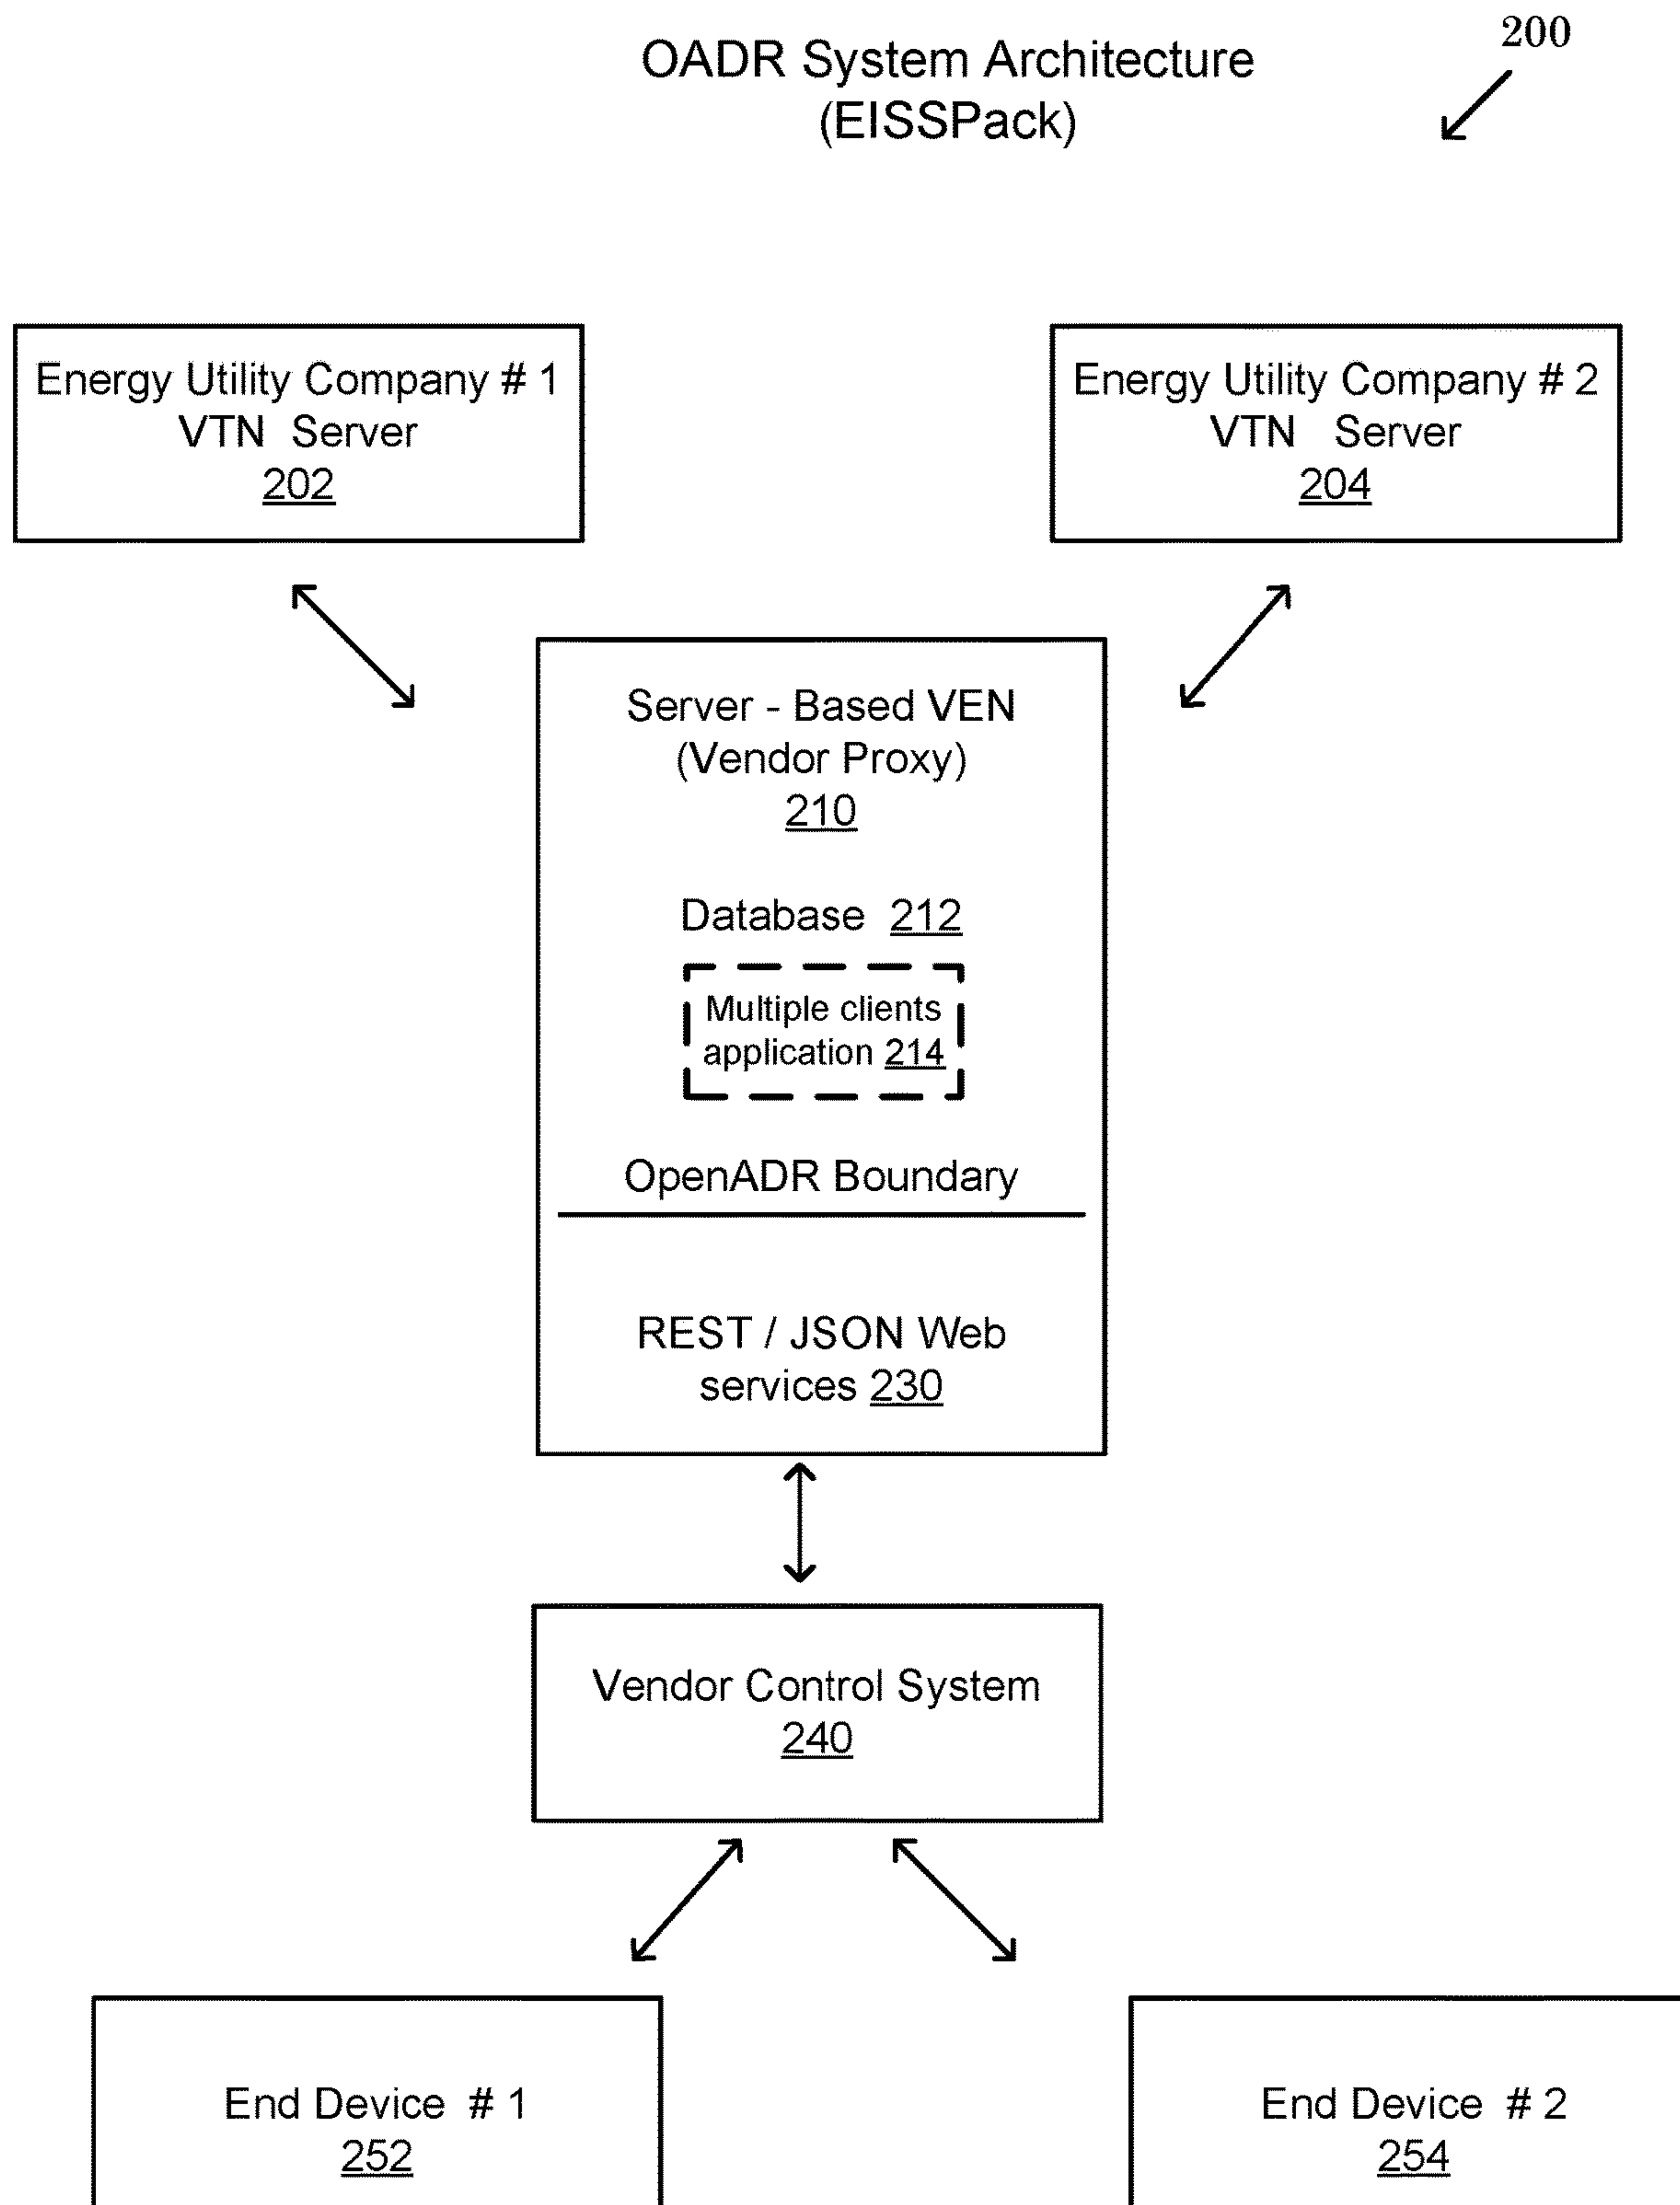 OADR System Architecture
(EISSPack)
200
Energy Utility Company # 1
VTN Server
202
Energy Utility Company # 2
VTN Server
204
Server - Based VEN
(Vendor Proxy)
210
Database 212
Multiple clients
application 214
OpenADR Boundary
REST / JSON Web
services 230
Vendor Control System
240
End Device # 1
252
End Device # 2
254